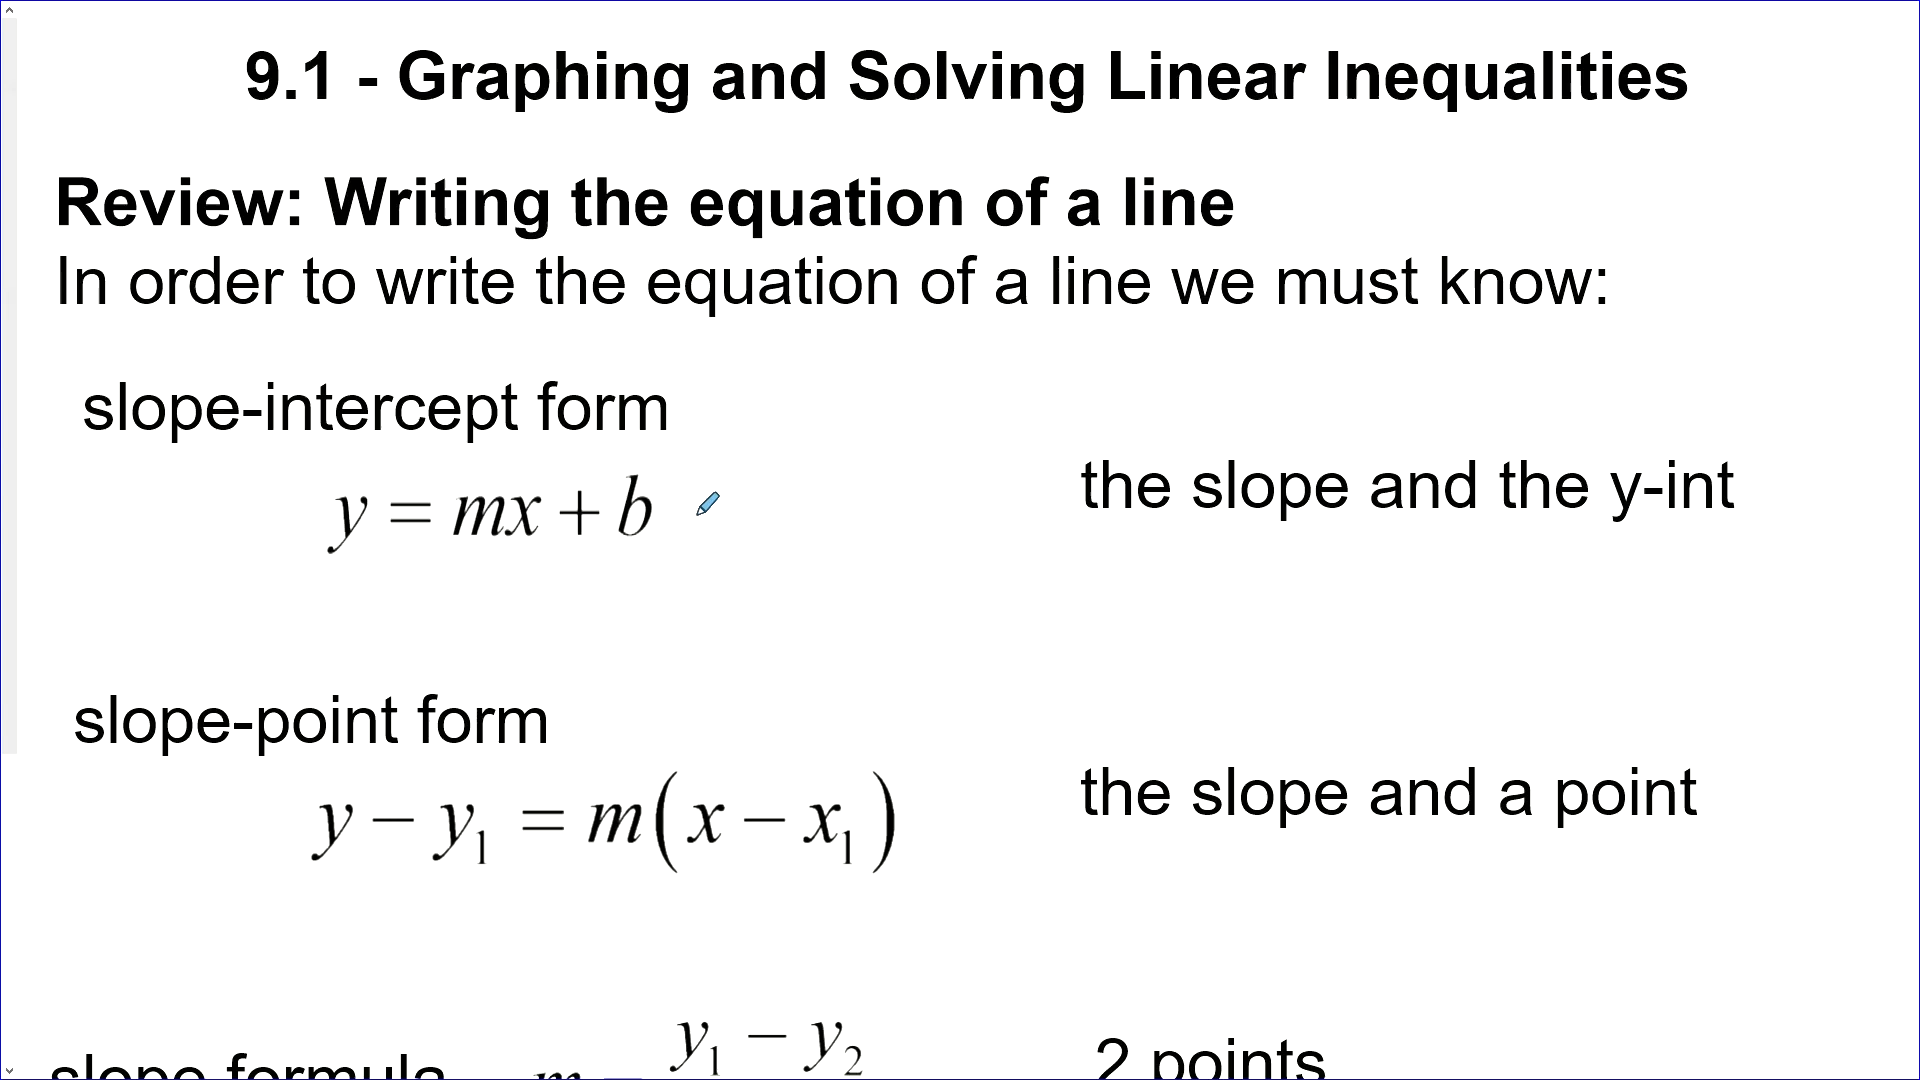 9.1 - Graphing and Solving Linear Inequalities
Review: Writing the equation of a line
In order to write the equation of a line we must know:
slope-intercept form
y = mx + b
the slope and the y-int
slope-point form
y − y₁ = m(x − x₁)
the slope and a point
slope formula
m = y₁ − y₂
2 points